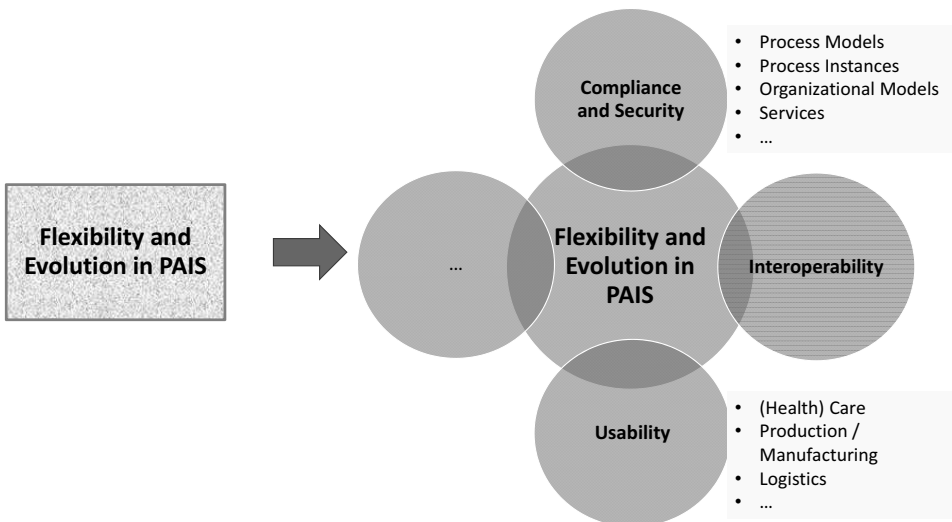 Flexibility and
Evolution in PAIS
...
Compliance
and Security
Flexibility and
Evolution in
PAIS
Interoperability
Usability
• Process Models
• Process Instances
• Organizational Models
• Services
• ...
• (Health) Care
• Production /
Manufacturing
• Logistics
• ...